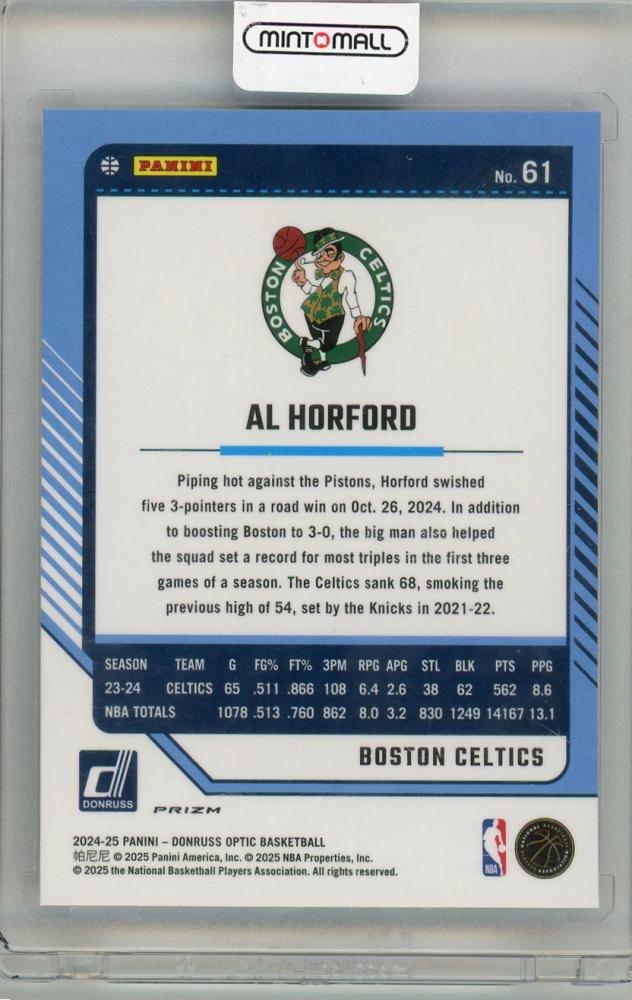 MINTMALL
PANINI
No. 61
BOSTON CELTICS
AL HORFORD
Piping hot against the Pistons, Horford swished
five 3-pointers in a road win on Oct. 26, 2024. In addition
to boosting Boston to 3-0, the big man also helped
the squad set a record for most triples in the first three
games of a season. The Celtics sank 68, smoking the
previous high of 54, set by the Knicks in 2021-22.
SEASON TEAM G FG% FT% 3PM RPG APG STL BLK PTS PPG
23-24 CELTICS 65 .511 .866 108 6.4 2.6 38 62 562 8.6
NBA TOTALS 1078 .513 .760 862 8.0 3.2 830 1249 14167 13.1
BOSTON CELTICS
d
DONRUSS
PRIZM
2024-25 PANINI – DONRUSS OPTIC BASKETBALL
帕尼尼 © 2025 Panini America, Inc. © 2025 NBA Properties, Inc.
© 2025 the National Basketball Players Association. All rights reserved.
NBA
NATIONAL BASKETBALL
PLAYERS ASSOCIATION